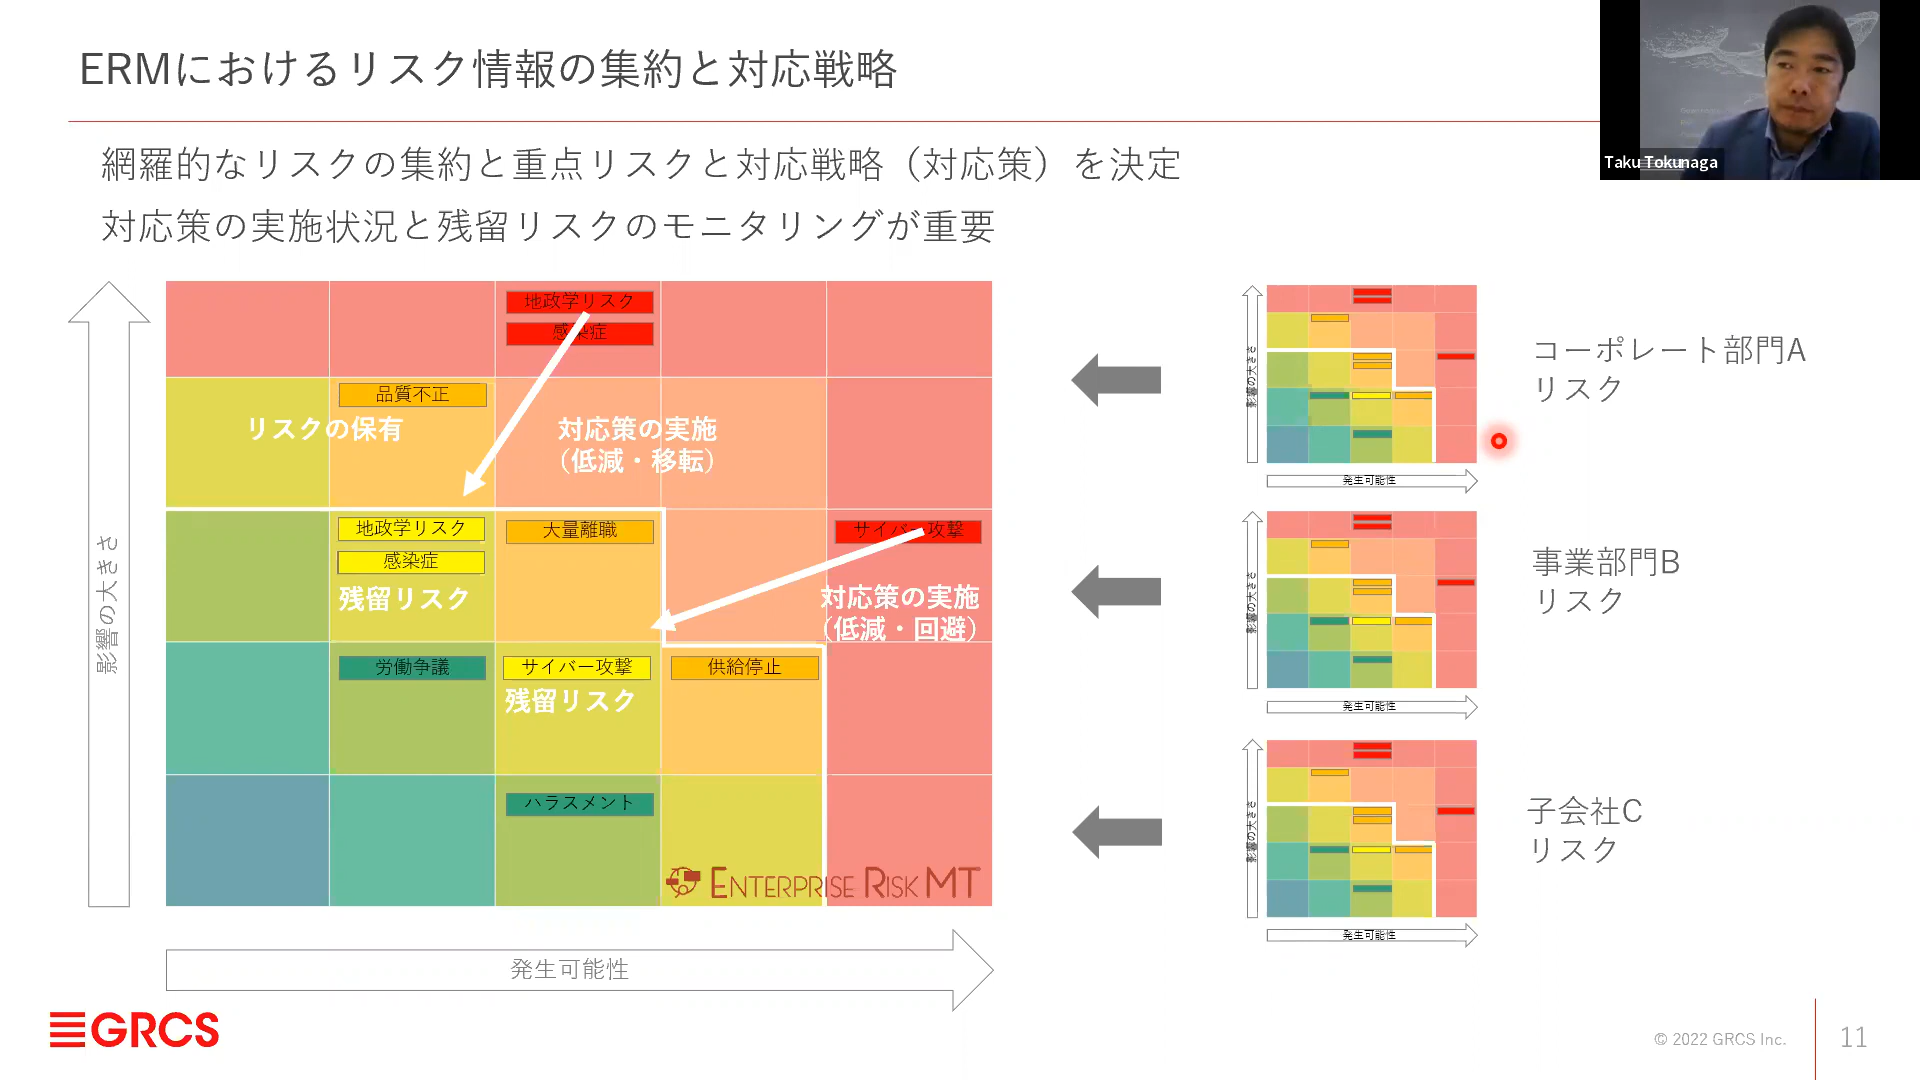 ERMにおけるリスク情報の集約と対応戦略
Taku Tokunaga
網羅的なリスクの集約と重点リスクと対応戦略（対応策）を決定
対応策の実施状況と残留リスクのモニタリングが重要
影響の大きさ
地政学リスク
感染症
品質不正
リスクの保有
対応策の実施
（低減・移転）
地政学リスク
感染症
残留リスク
大量離職
サイバー攻撃
対応策の実施
（低減・回避）
労働争議
サイバー攻撃
残留リスク
供給停止
ハラスメント
ENTERPRISE RISK MT
発生可能性
影響の大きさ
発生可能性
コーポレート部門A
リスク
影響の大きさ
発生可能性
事業部門B
リスク
影響の大きさ
発生可能性
子会社C
リスク
GRCS
© 2022 GRCS Inc.
11